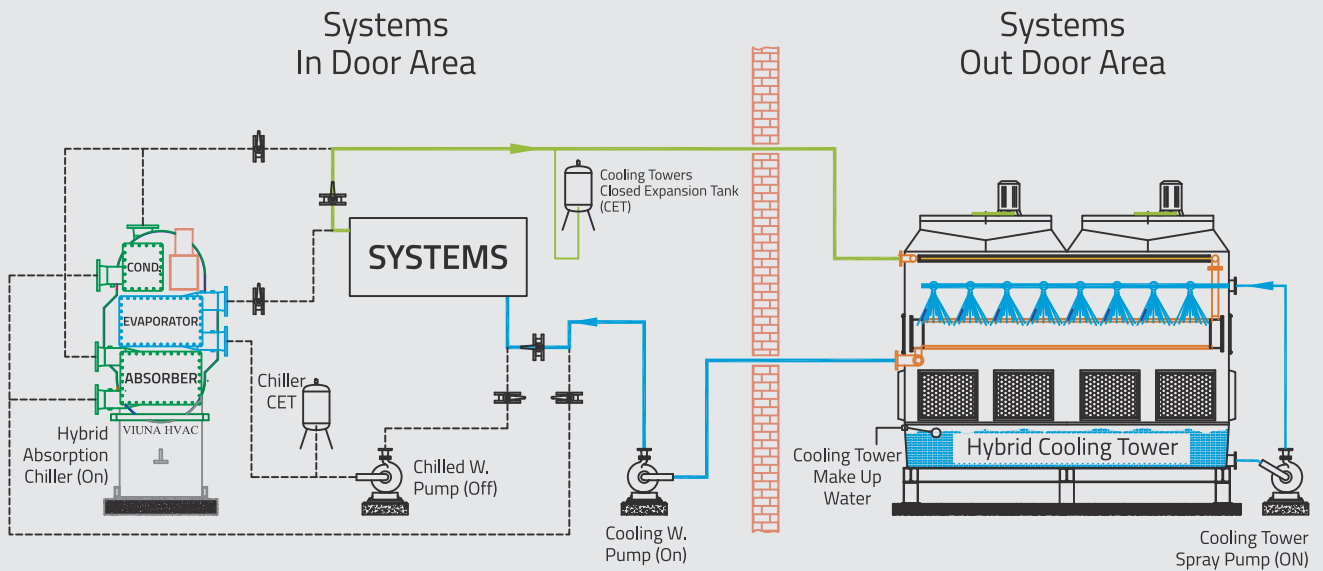 Systems
In Door Area
Systems
Out Door Area
Cooling Towers
Closed Expansion Tank
(CET)
SYSTEMS
COND.
EVAPORATOR
ABSORBER
VIUNA HVAC
Hybrid
Absorption
Chiller (On)
Chiller
CET
Chilled W.
Pump (Off)
Cooling W.
Pump (On)
Cooling Tower
Make Up
Water
Hybrid Cooling Tower
Cooling Tower
Spray Pump (ON)